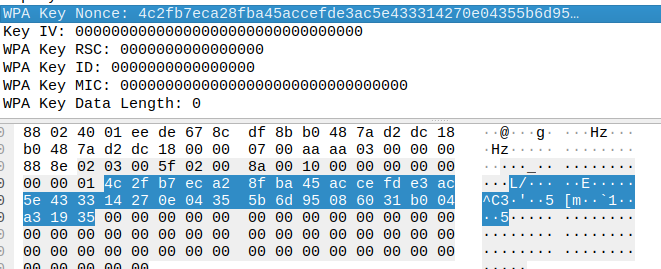 WPA Key Nonce: 4c2fb7eca28fba45accefde3ac5e433314270e04355b6d95…
Key IV: 00000000000000000000000000000000
WPA Key RSC: 0000000000000000
WPA Key ID: 0000000000000000
WPA Key MIC: 00000000000000000000000000000000
WPA Key Data Length: 0
88 02 40 01 ee de 67 8c df 8b b0 48 7a d2 dc 18 ··@···g· ···Hz···
b0 48 7a d2 dc 18 00 00 07 00 aa aa 03 00 00 00 ·Hz····· ········
88 8e 02 03 00 5f 02 00 8a 00 10 00 00 00 00 00 ·····_·· ········
00 00 01 4c 2f b7 ec a2 8f ba 45 ac ce fd e3 ac ···L/··· ··E·····
5e 43 33 14 27 0e 04 35 5b 6d 95 08 60 31 b0 04 ^C3·'··5 [m··`1··
a3 19 35 00 00 00 00 00 00 00 00 00 00 00 00 00 ··5····· ········
00 00 00 00 00 00 00 00 00 00 00 00 00 00 00 00 ········ ········
00 00 00 00 00 00 00 00 00 00 00 00 00 00 00 00 ········ ········
00 00 00 00 00 00 ·····